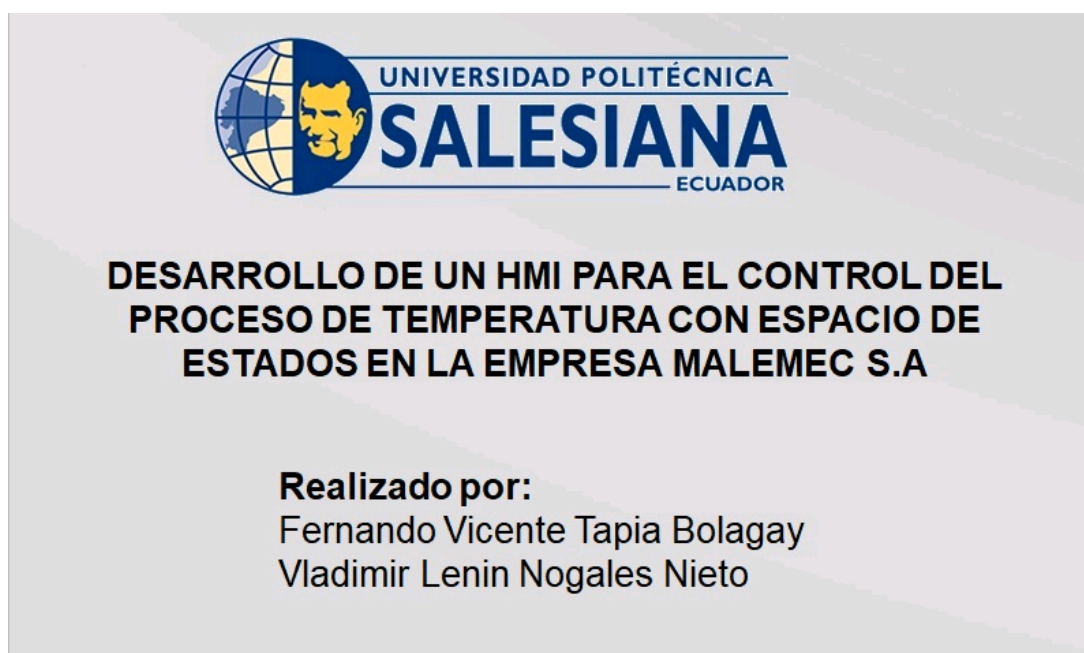 UNIVERSIDAD POLITÉCNICA
SALESIANA
ECUADOR
DESARROLLO DE UN HMI PARA EL CONTROL DEL
PROCESO DE TEMPERATURA CON ESPACIO DE
ESTADOS EN LA EMPRESA MALEMEC S.A
Realizado por:
Fernando Vicente Tapia Bolagay
Vladimir Lenin Nogales Nieto